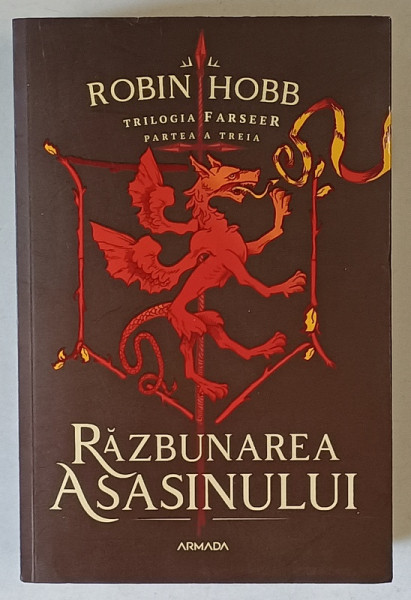 ROBIN HOBB
TRILOGIA FARSEER
PARTEA A TREIA
RĂZBUNAREA
ASASINULUI
ARMADA